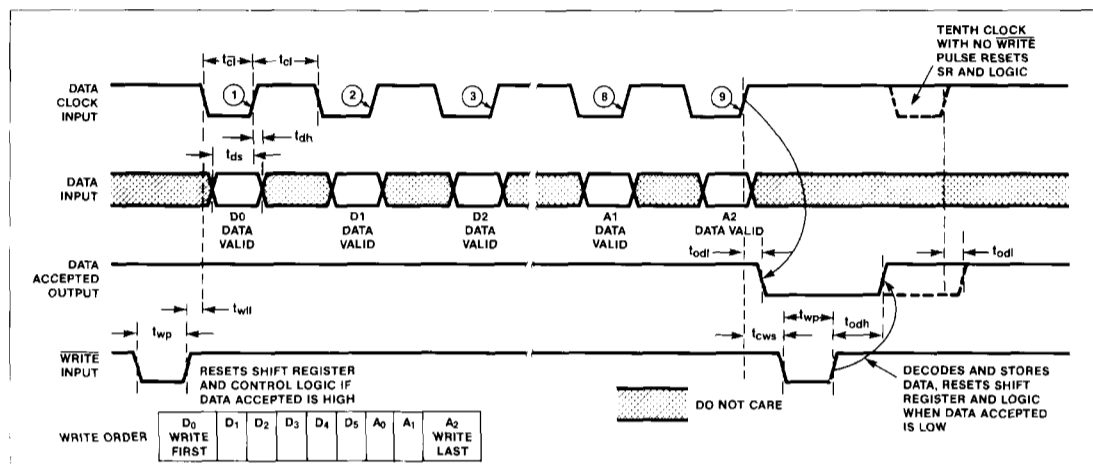 TENTH CLOCK
WITH NO WRITE
PULSE RESETS
SR AND LOGIC
tcl
tcl
DATA
CLOCK
INPUT
1
2
3
8
9
tdh
tds
DATA
INPUT
D0
DATA
VALID
D1
DATA
VALID
D2
DATA
VALID
A1
DATA
VALID
A2
DATA VALID
todl
todl
DATA
ACCEPTED
OUTPUT
twll
twp
twp
tcws
todh
WRITE
INPUT
RESETS SHIFT REGISTER
AND CONTROL LOGIC IF
DATA ACCEPTED IS HIGH
DO NOT CARE
DECODES AND STORES
DATA, RESETS SHIFT
REGISTER AND LOGIC
WHEN DATA ACCEPTED
IS LOW
WRITE ORDER
D0 WRITE FIRST
D1
D2
D3
D4
D5
A0
A1
A2 WRITE LAST